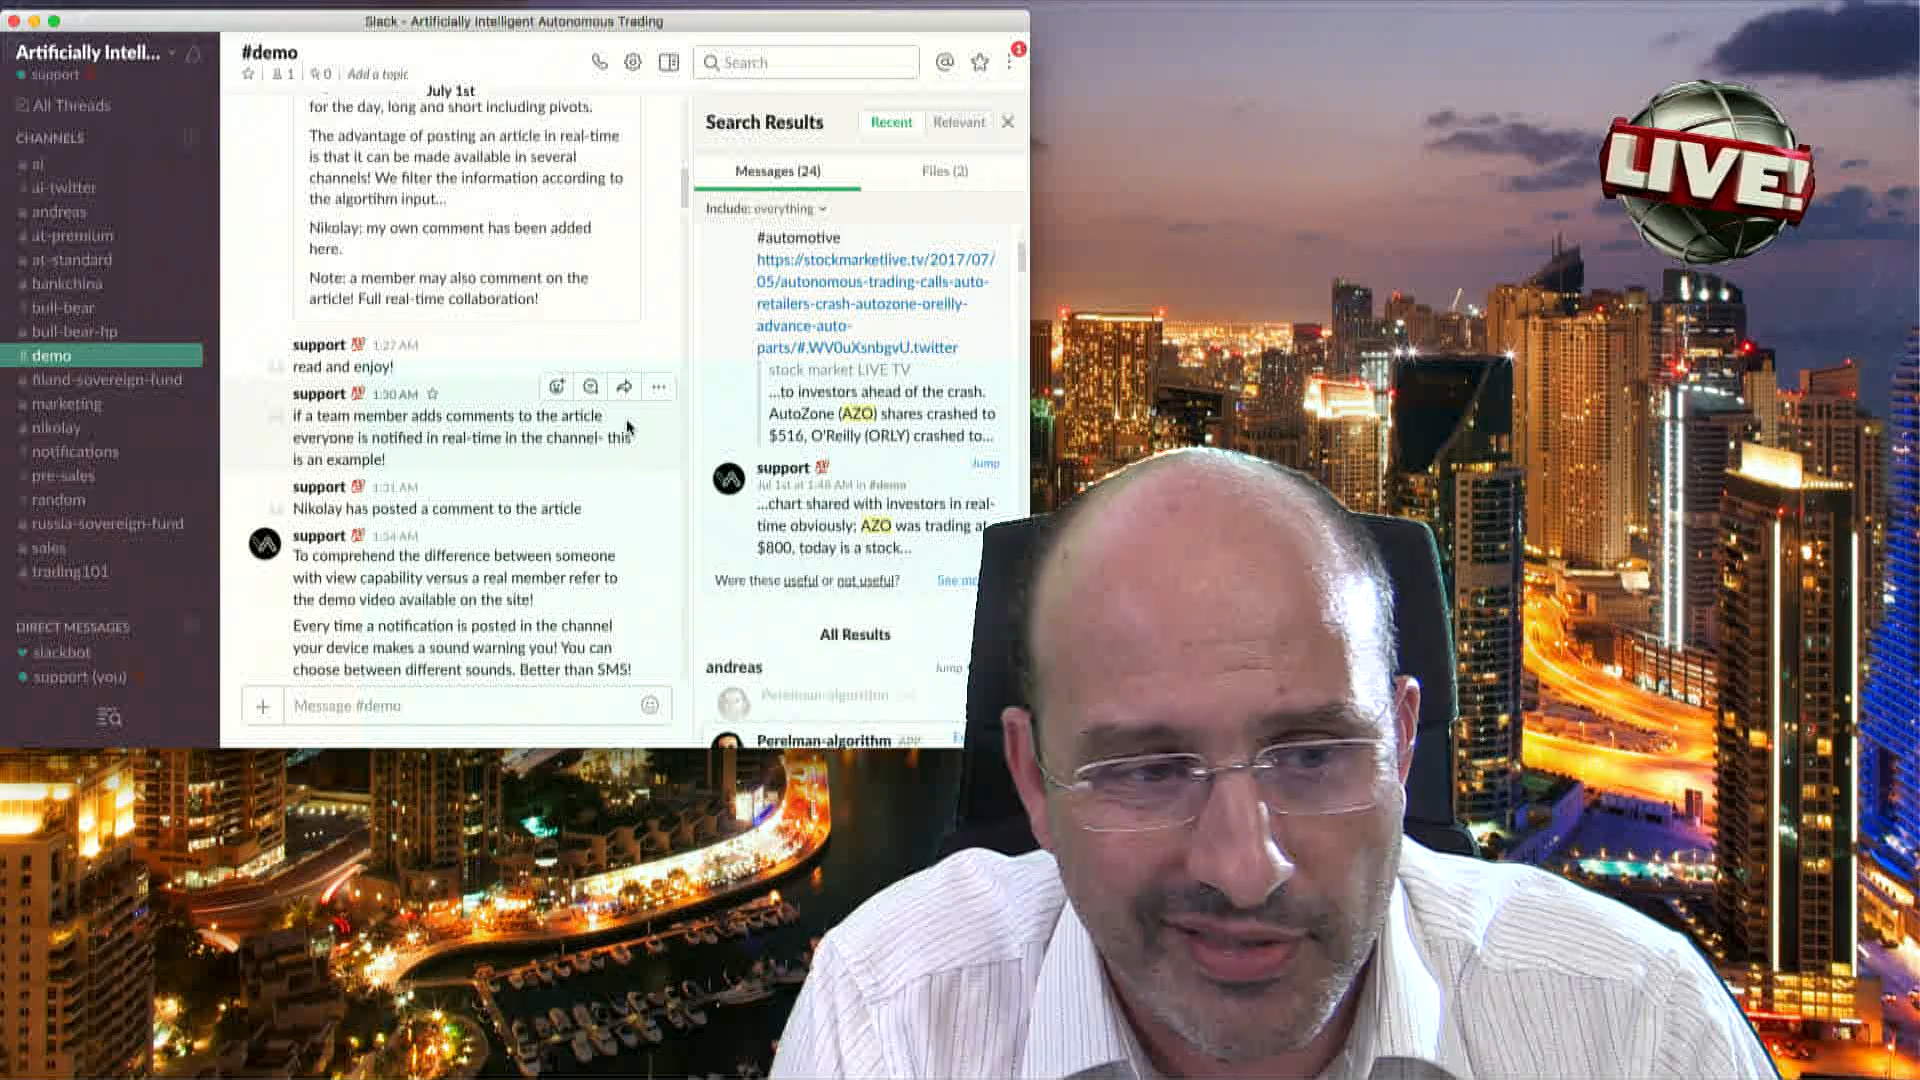 Slack - Artificially Intelligent Autonomous Trading
Artificially Intell...
support
All Threads
CHANNELS
ai
ai-twitter
andreas
at-premium
at-standard
bankchina
bull-bear
bull-bear-hp
demo
filand-sovereign-fund
marketing
nikolay
notifications
pre-sales
random
russia-sovereign-fund
sales
trading101
DIRECT MESSAGES
slackbot
support (you)
#demo
1
0
Add a topic
Search
1
July 1st
for the day, long and short including pivots.
The advantage of posting an article in real-time
is that it can be made available in several
channels! We filter the information according to
the algortihm input...
Nikolay: my own comment has been added
here.
Note: a member may also comment on the
article! Full real-time collaboration!
support 💯 1:27 AM
read and enjoy!
support 💯 1:30 AM
if a team member adds comments to the article
everyone is notified in real-time in the channel- this
is an example!
support 💯 1:31 AM
Nikolay has posted a comment to the article
support 💯 1:34 AM
To comprehend the difference between someone
with view capability versus a real member refer to
the demo video available on the site!
Every time a notification is posted in the channel
your device makes a sound warning you! You can
choose between different sounds. Better than SMS!
Message #demo
Search Results
Recent
Relevant
Messages (24)
Files (2)
Include: everything
#automotive
https://stockmarketlive.tv/2017/07/
05/autonomous-trading-calls-auto-
retailers-crash-autozone-oreilly-
advance-auto-
parts/#.WV0uXsnbgvU.twitter
stock market LIVE TV
...to investors ahead of the crash.
AutoZone (AZO) shares crashed to
$516, O'Reilly (ORLY) crashed to...
support 💯 Jump
Jul 1st at 1:48 AM in #demo
...chart shared with investors in real-
time obviously; AZO was trading at
$800, today is a stock...
Were these useful or not useful?
All Results
andreas Jump
Perelman-algorithm
Perelman-algorithm APP
LIVE!